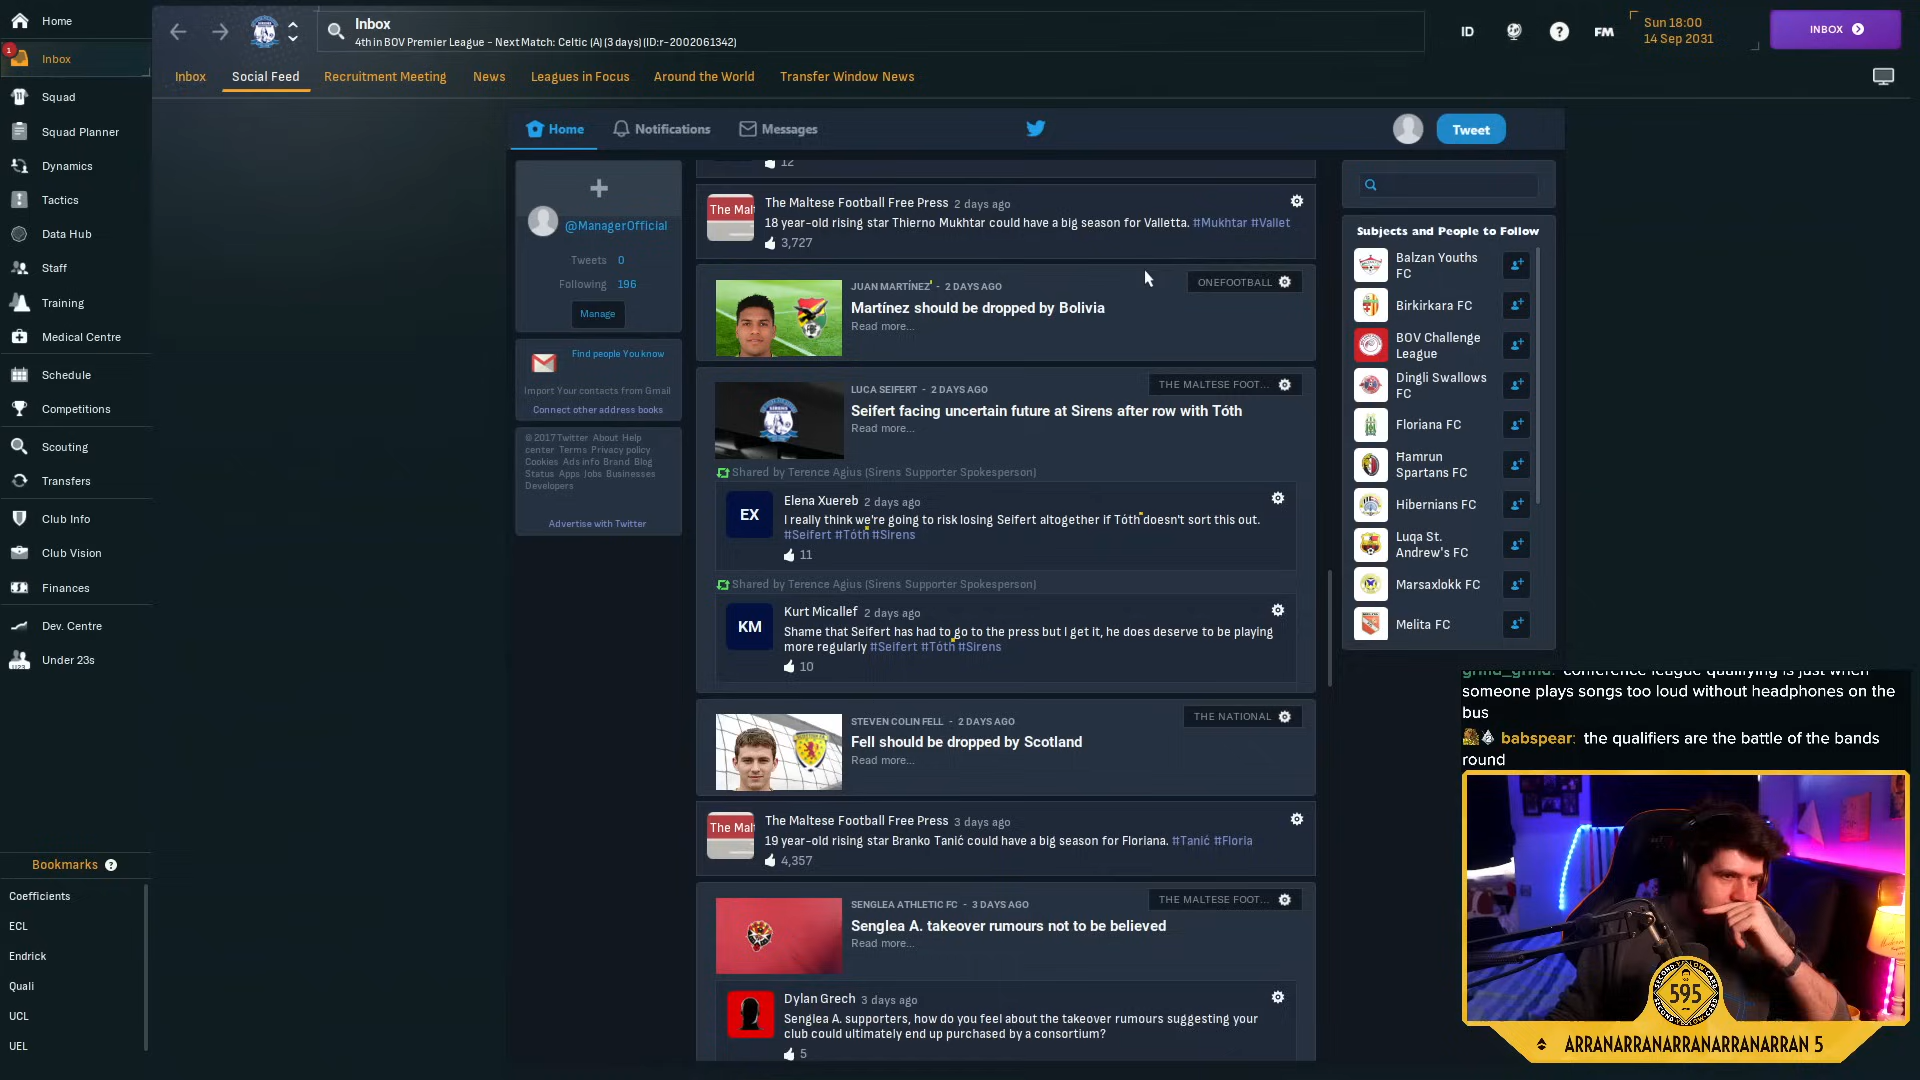 Home
1
Inbox
Squad
Squad Planner
Dynamics
Tactics
Data Hub
Staff
Training
Medical Centre
Schedule
Competitions
Scouting
Transfers
Club Info
Club Vision
Finances
Dev. Centre
Under 23s
Bookmarks ?
Coefficients
ECL
Endrick
Quali
UCL
UEL
Inbox
4th in BOV Premier League - Next Match: Celtic (A) (3 days) (ID:r-2002061342)
ID
?
FM
Sun 18:00
14 Sep 2031
INBOX
Inbox
Social Feed
Recruitment Meeting
News
Leagues in Focus
Around the World
Transfer Window News
Home
Notifications
Messages
Tweet
@ManagerOfficial
Tweets 0
Following 196
Manage
Find people You know
Import Your contacts from Gmail
Connect other address books
© 2017 Twitter About Help
center Terms Privacy policy
Cookies Ads info Brand Blog
Status Apps Jobs Businesses
Developers
Advertise with Twitter
12
The Malt
The Maltese Football Free Press 2 days ago
18 year-old rising star Thierno Mukhtar could have a big season for Valletta. #Mukhtar #Vallet
3,727
JUAN MARTÍNEZ - 2 DAYS AGO
ONEFOOTBALL
Martínez should be dropped by Bolivia
Read more...
SIRENS
LUCA SEIFERT - 2 DAYS AGO
THE MALTESE FOOT...
Seifert facing uncertain future at Sirens after row with Tóth
Read more...
Shared by Terence Agius (Sirens Supporter Spokesperson)
EX
Elena Xuereb 2 days ago
I really think we're going to risk losing Seifert altogether if Tóth doesn't sort this out.
#Seifert #Tóth #Sirens
11
Shared by Terence Agius (Sirens Supporter Spokesperson)
KM
Kurt Micallef 2 days ago
Shame that Seifert has had to go to the press but I get it, he does deserve to be playing
more regularly #Seifert #Tóth #Sirens
10
STEVEN COLIN FELL - 2 DAYS AGO
THE NATIONAL
Fell should be dropped by Scotland
Read more...
The Malt
The Maltese Football Free Press 3 days ago
19 year-old rising star Branko Tanić could have a big season for Floriana. #Tanić #Floria
4,357
SENGLEA ATHLETIC FC - 3 DAYS AGO
THE MALTESE FOOT...
Senglea A. takeover rumours not to be believed
Read more...
Dylan Grech 3 days ago
Senglea A. supporters, how do you feel about the takeover rumours suggesting your
club could ultimately end up purchased by a consortium?
5
Subjects and People to Follow
Balzan Youths
FC
Birkirkara FC
BOV Challenge
League
Dingli Swallows
FC
Floriana FC
Ħamrun
Spartans FC
Hibernians FC
Luqa St.
Andrew's FC
Marsaxlokk FC
Melita FC
grind_grind: conference league qualifying is just when
someone plays songs too loud without headphones on the
bus
babspear: the qualifiers are the battle of the bands
round
SECOND YELLOW CARD
595
ARRANARRANARRANARRANARRAN 5